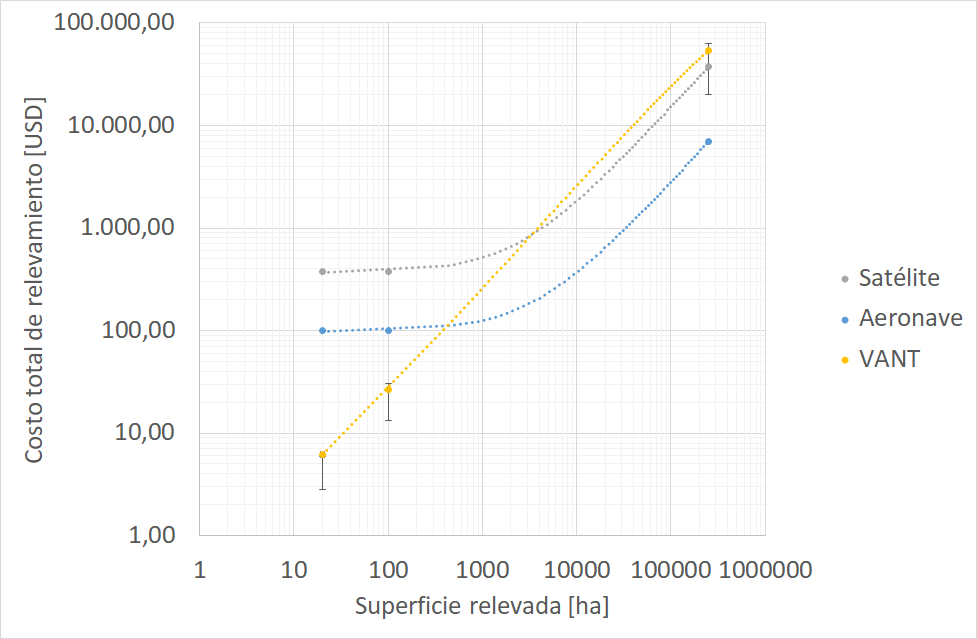 Costo total de relevamiento [USD]
100.000,00
10.000,00
1.000,00
100,00
10,00
1,00
1 10 100 1000 10000 100000 1000000
Superficie relevada [ha]
Satélite
Aeronave
VANT